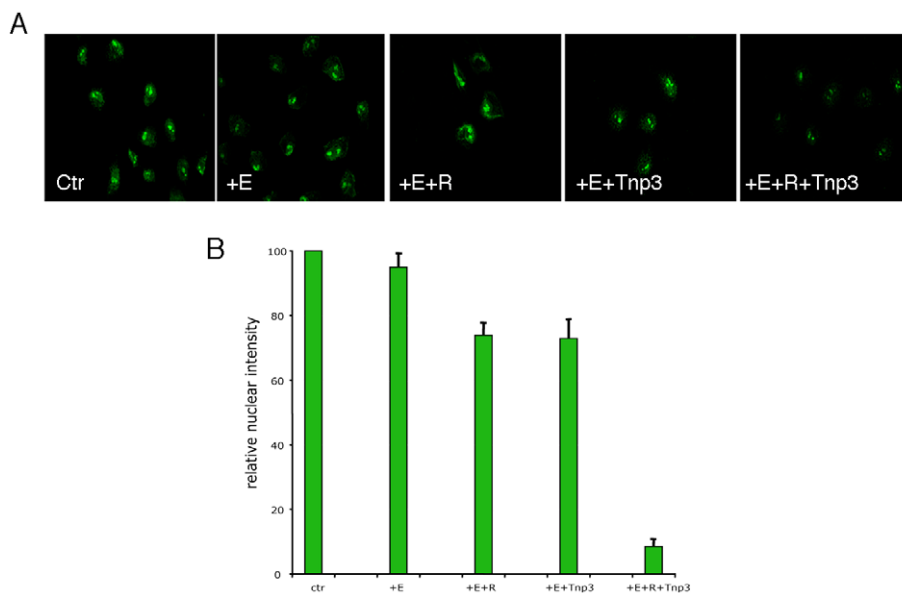 A
Ctr
+E
+E+R
+E+Tnp3
+E+R+Tnp3
B
relative nuclear intensity
100
80
60
40
20
0
ctr
+E
+E+R
+E+Tnp3
+E+R+Tnp3